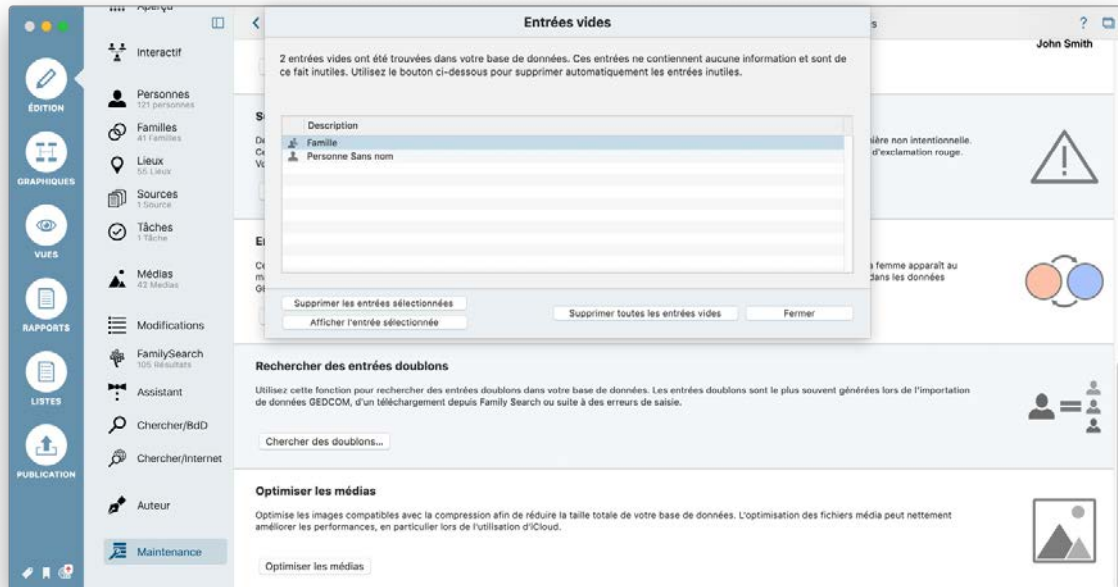 Aperçu
Interactif
Personnes
121 personnes
Familles
41 Familles
Lieux
55 Lieux
Sources
1 Source
Tâches
1 Tâche
Médias
42 Medias
Modifications
FamilySearch
105 Résultats
Assistant
Chercher/BdD
Chercher/Internet
Auteur
Maintenance
ÉDITION
GRAPHIQUES
VUES
RAPPORTS
LISTES
PUBLICATION
Entrées vides
2 entrées vides ont été trouvées dans votre base de données. Ces entrées ne contiennent aucune information et sont de
ce fait inutiles. Utilisez le bouton ci-dessous pour supprimer automatiquement les entrées inutiles.
Description
Famille
Personne Sans nom
Supprimer les entrées sélectionnées
Afficher l'entrée sélectionnée
Supprimer toutes les entrées vides
Fermer
?
John Smith
ière non intentionnelle.
d'exclamation rouge.
femme apparaît au
dans les données
Rechercher des entrées doublons
Utilisez cette fonction pour rechercher des entrées doublons dans votre base de données. Les entrées doublons sont le plus souvent générées lors de l'importation
de données GEDCOM, d'un téléchargement depuis Family Search ou suite à des erreurs de saisie.
Chercher des doublons...
Optimiser les médias
Optimise les images compatibles avec la compression afin de réduire la taille totale de votre base de données. L'optimisation des fichiers média peut nettement
améliorer les performances, en particulier lors de l'utilisation d'iCloud.
Optimiser les médias